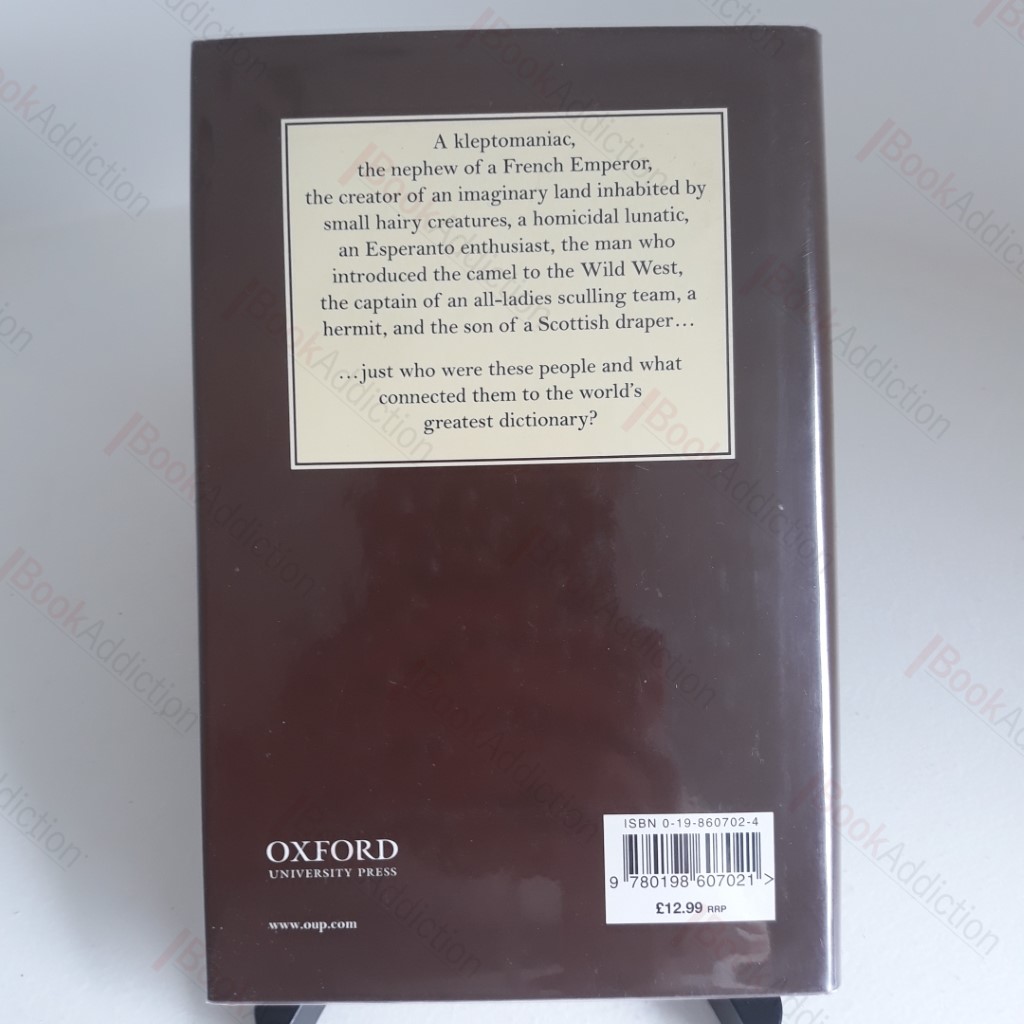 A kleptomaniac,
the nephew of a French Emperor,
the creator of an imaginary land inhabited by
small hairy creatures, a homicidal lunatic,
an Esperanto enthusiast, the man who
introduced the camel to the Wild West,
the captain of an all-ladies sculling team, a
hermit, and the son of a Scottish draper…
…just who were these people and what
connected them to the world's
greatest dictionary?
OXFORD
UNIVERSITY PRESS
www.oup.com
ISBN 0-19-860702-4
9 780198 607021 >
£12.99 RRP
BookAddiction